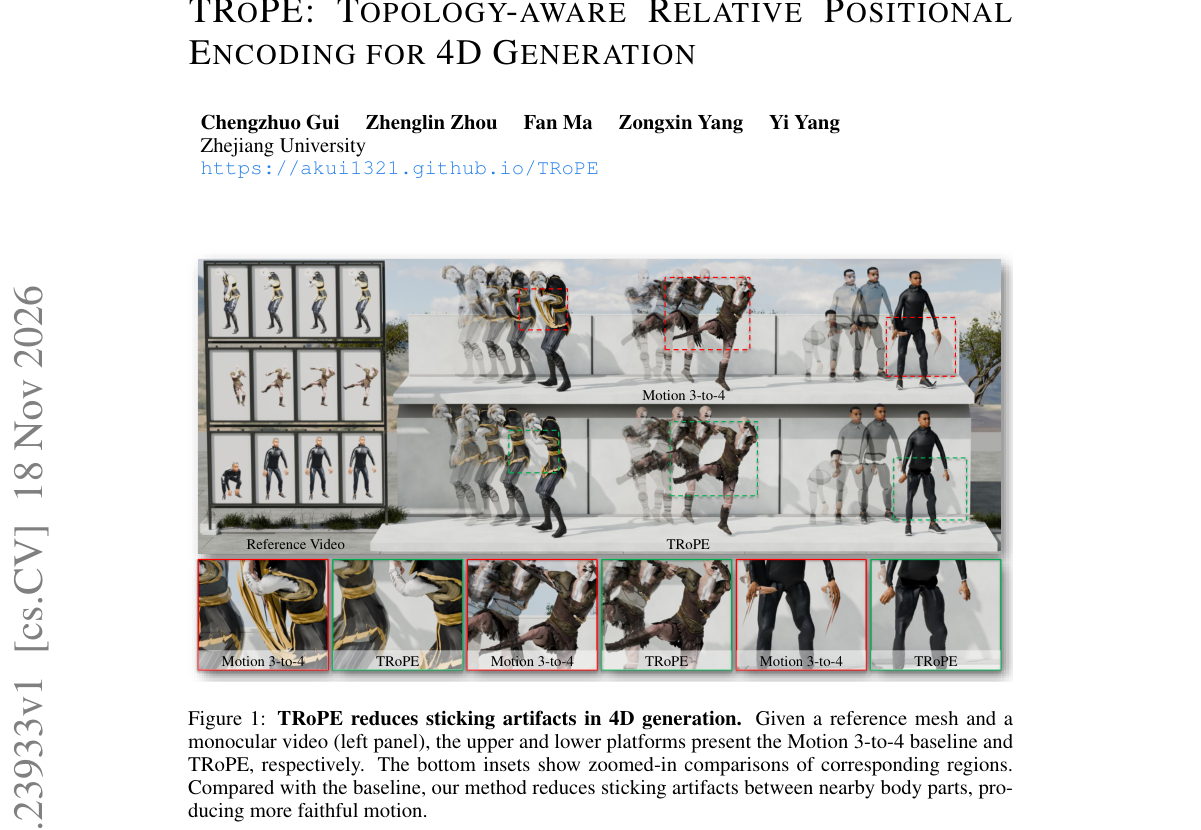 TROPE: TOPOLOGY-AWARE RELATIVE POSITIONAL
ENCODING FOR 4D GENERATION
Chengzhuo Gui Zhenglin Zhou Fan Ma Zongxin Yang Yi Yang
Zhejiang University
https://akui1321.github.io/TRoPE
.23933v1 [cs.CV] 18 Nov 2026
Motion 3-to-4
Reference Video
TRoPE
Motion 3-to-4
TRoPE
Motion 3-to-4
TRoPE
Motion 3-to-4
TRoPE
Figure 1: TRoPE reduces sticking artifacts in 4D generation. Given a reference mesh and a
monocular video (left panel), the upper and lower platforms present the Motion 3-to-4 baseline and
TRoPE, respectively. The bottom insets show zoomed-in comparisons of corresponding regions.
Compared with the baseline, our method reduces sticking artifacts between nearby body parts, pro-
ducing more faithful motion.